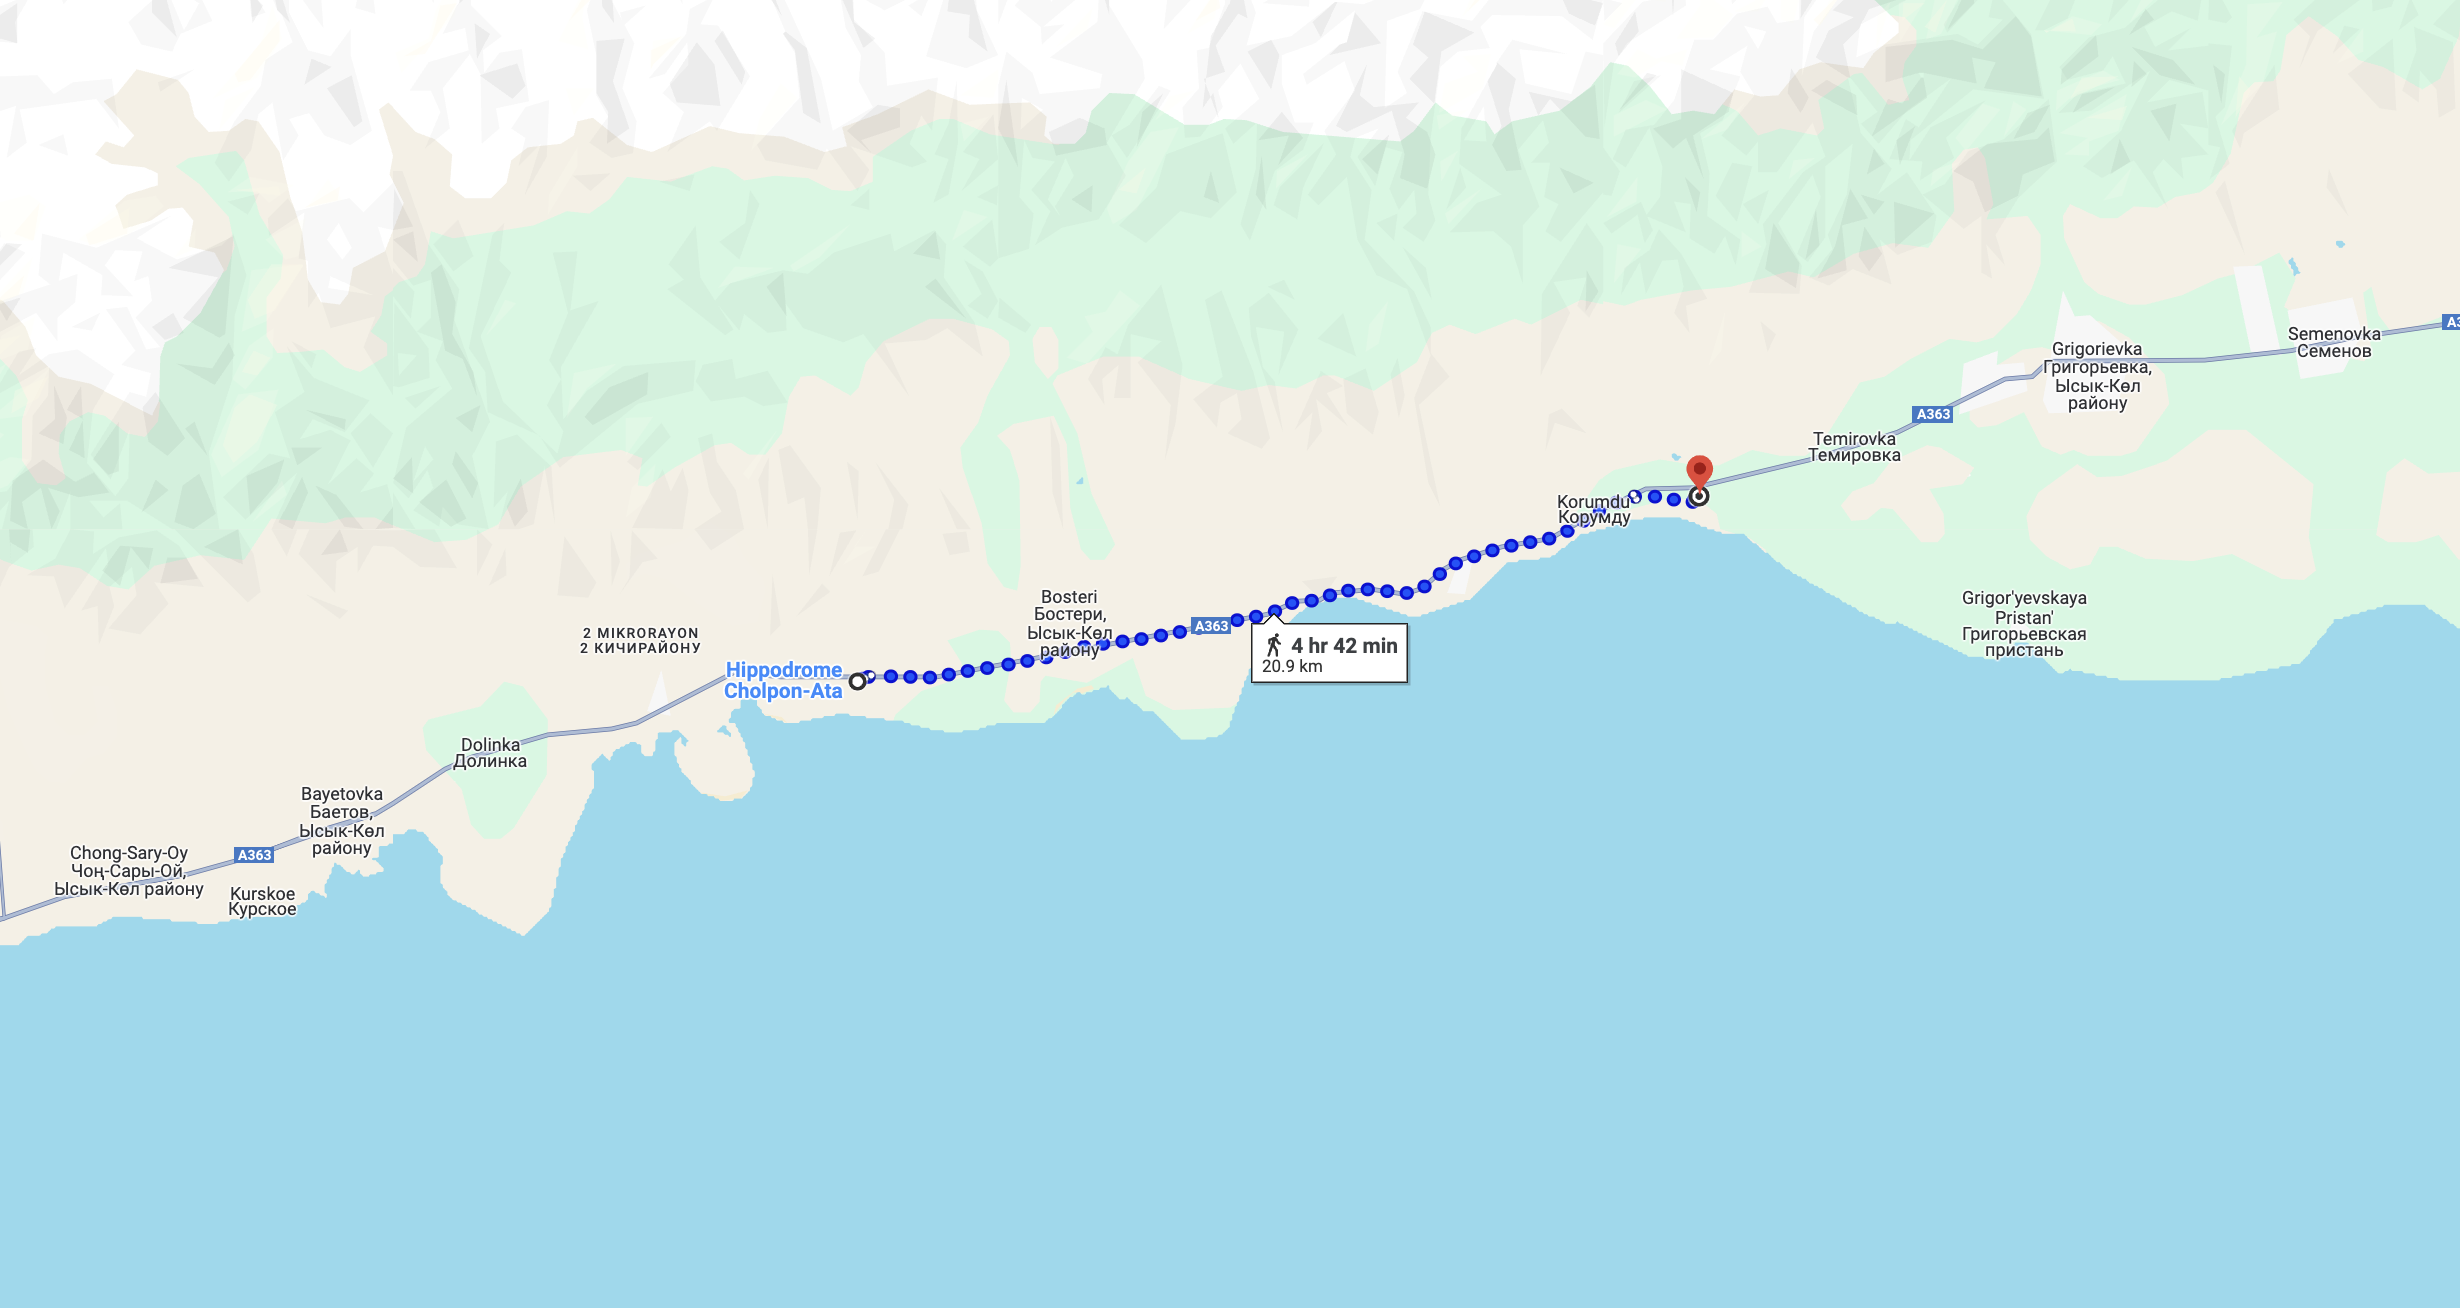 Semenovka
Семенов
A3
Grigorievka
Григорьевка,
Ысык-Көл
району
A363
Temirovka
Темировка
Korumdu
Корумду
Grigor'yevskaya
Pristan'
Григорьевская
пристань
Bosteri
Бостери,
Ысык-Көл
району
A363
4 hr 42 min
20.9 km
2 MIKRORAYON
2 КИЧИРАЙОНУ
Hippodrome
Cholpon-Ata
Dolinka
Долинка
Bayetovka
Баетов,
Ысык-Көл
району
A363
Chong-Sary-Oy
Чоң-Сары-Ой,
Ысык-Көл району
Kurskoe
Курское